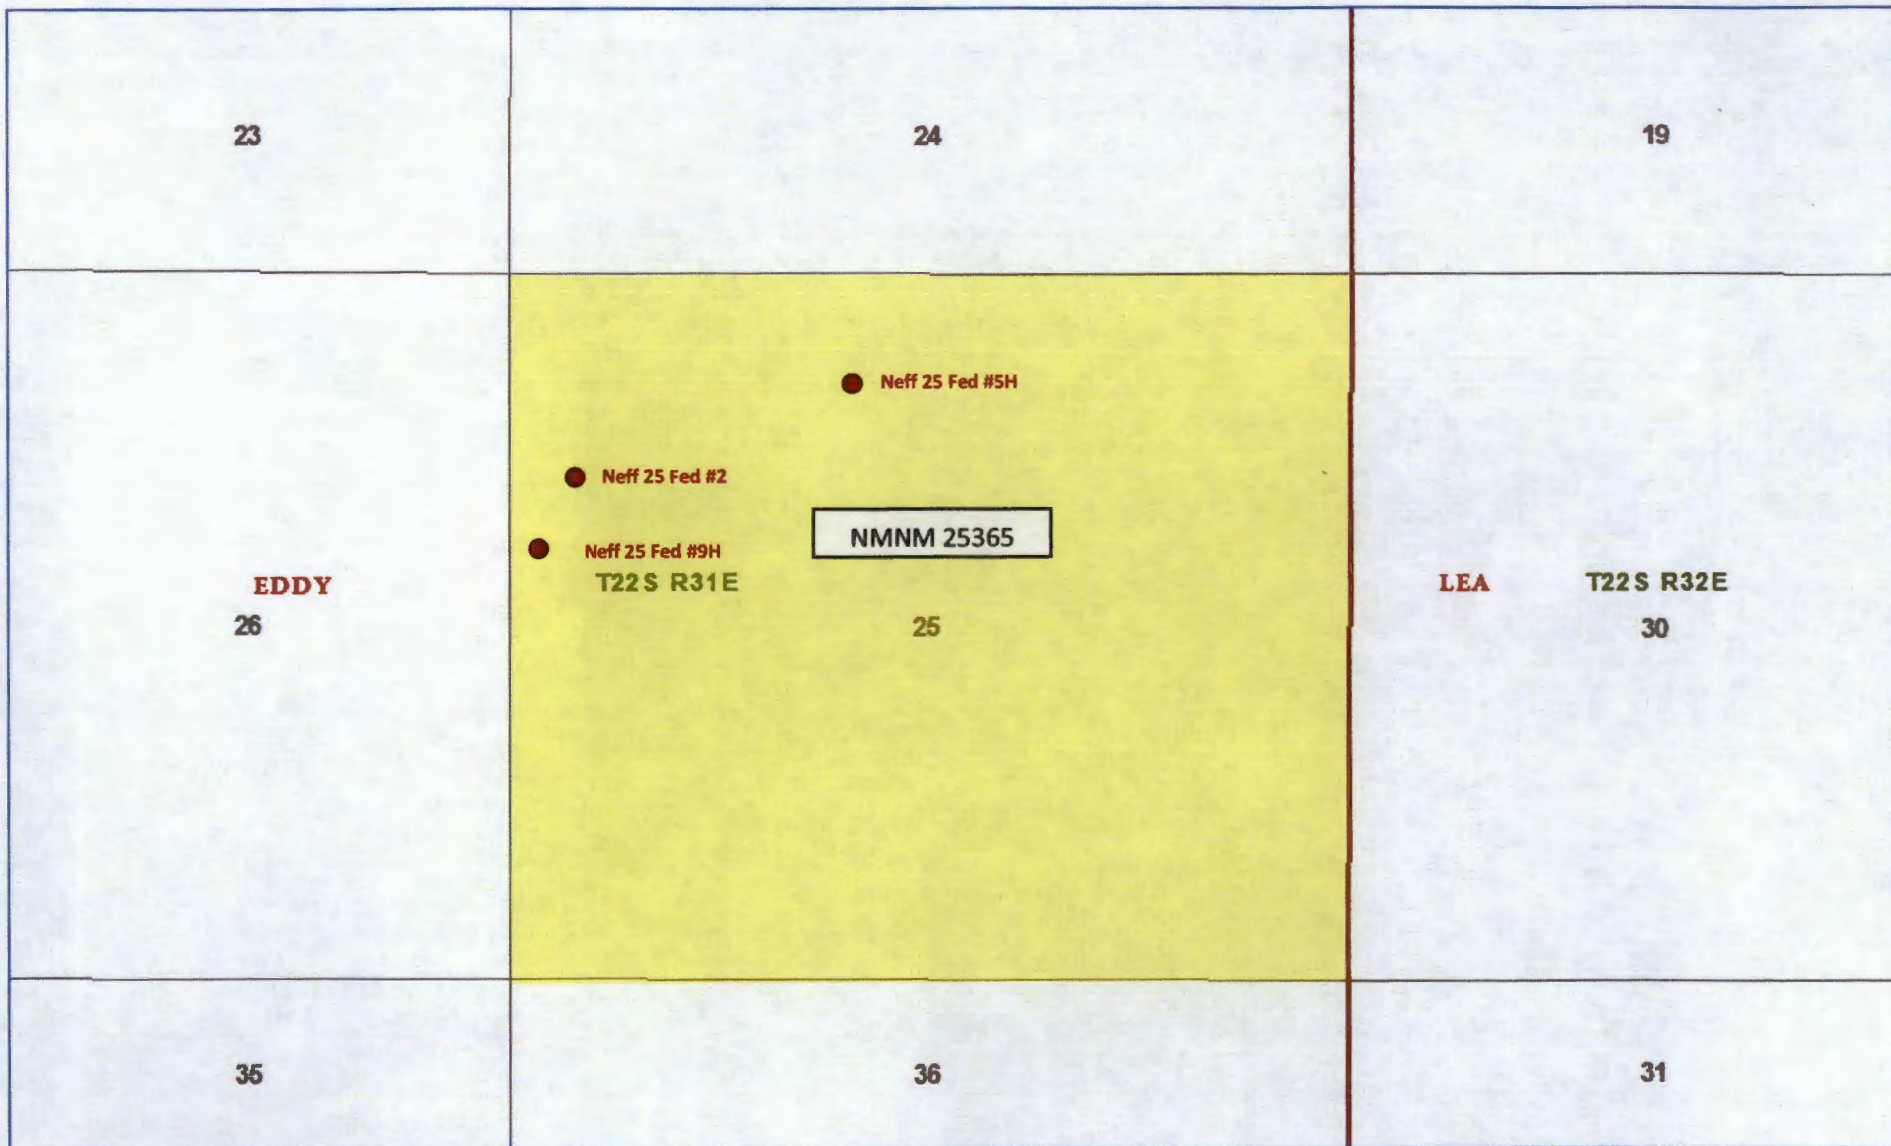 23
24
19
Neff 25 Fed #5H
Neff 25 Fed #2
NMNM 25365
Neff 25 Fed #9H
EDDY
T22S R31E
LEA
T22S R32E
26
25
30
35
36
31